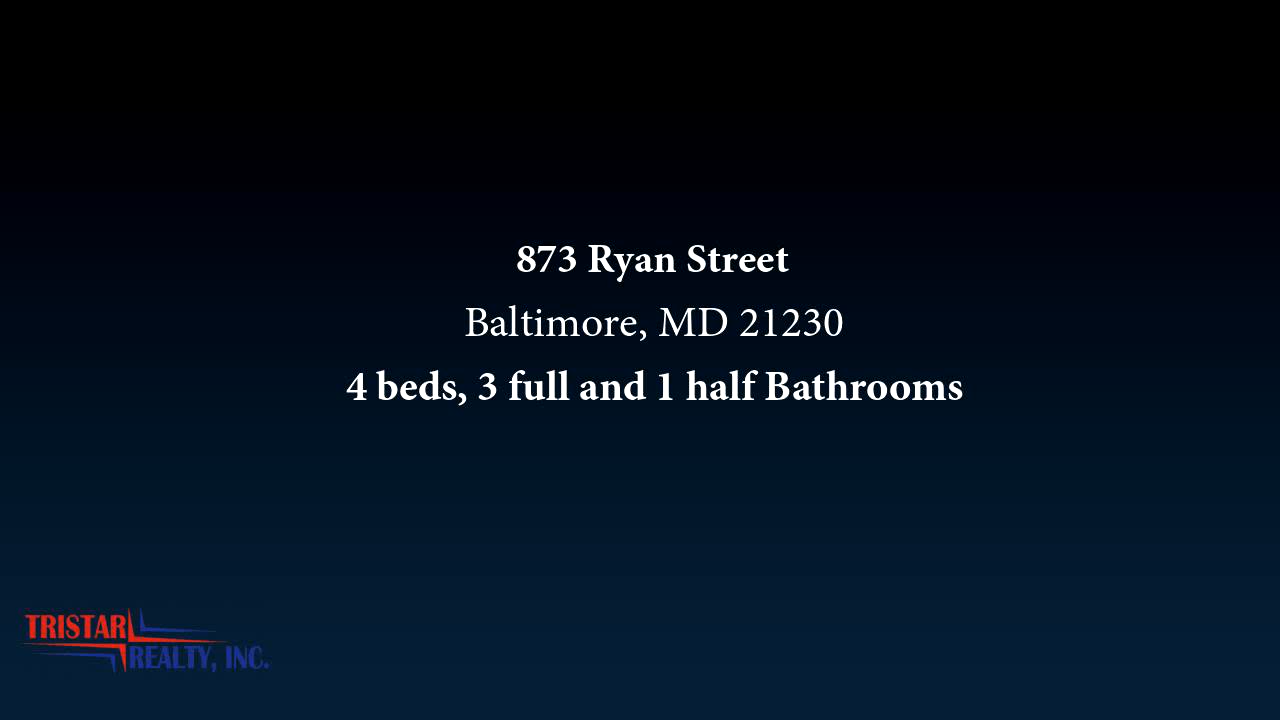 873 Ryan Street
Baltimore, MD 21230
4 beds, 3 full and 1 half Bathrooms
TRISTAR
REALTY, INC.